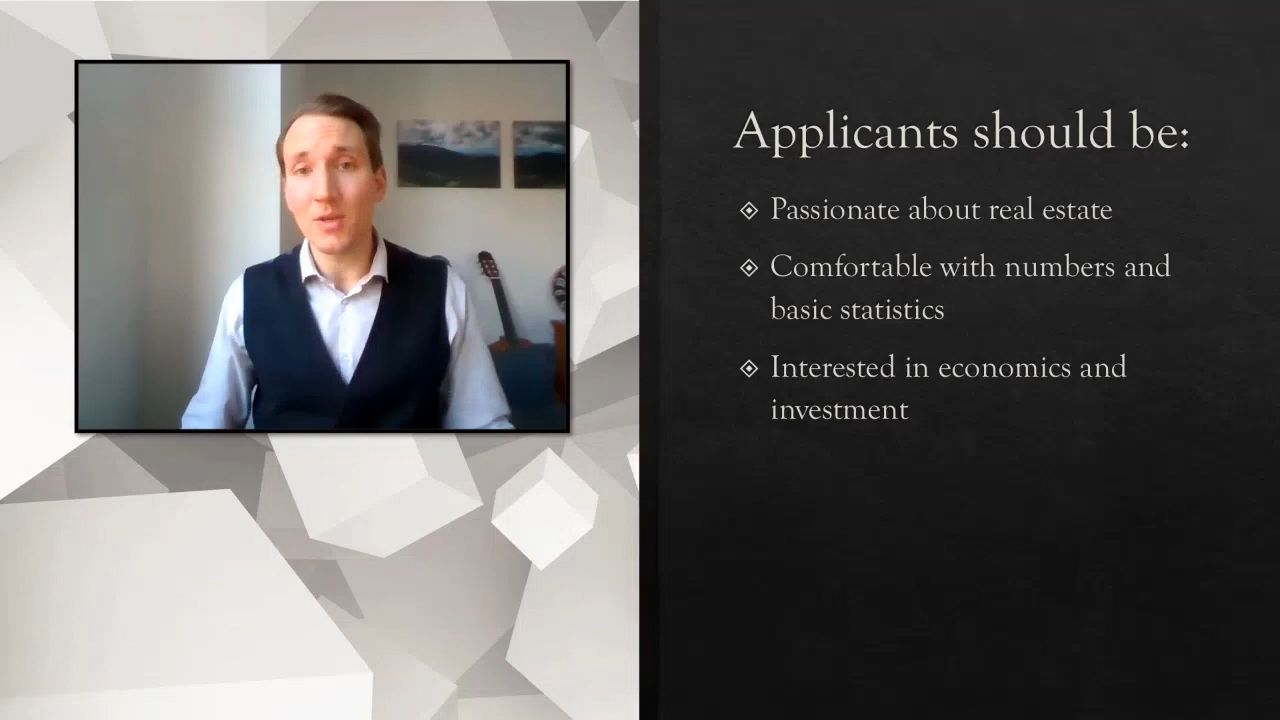 Applicants should be:
Passionate about real estate
Comfortable with numbers and
basic statistics
Interested in economics and
investment